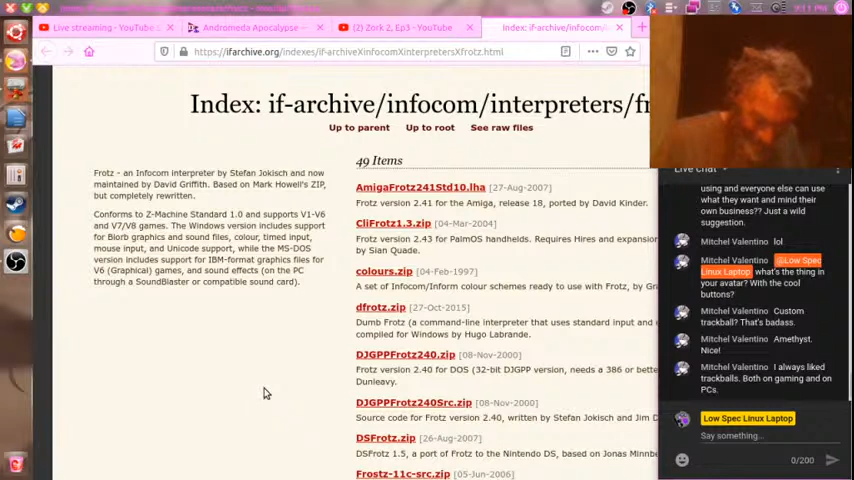 9:11 PM
Live streaming - YouTube S
Andromeda Apocalypse —
(2) Zork 2, Ep3 - YouTube
Index: if-archive/infocom/in
https://ifarchive.org/indexes/if-archiveXinfocomXinterpretersXfrotz.html
Index: if-archive/infocom/interpreters/fr
Up to parent Up to root See raw files
Frotz - an Infocom interpreter by Stefan Jokisch and now
maintained by David Griffith. Based on Mark Howell's ZIP,
but completely rewritten.
Conforms to Z-Machine Standard 1.0 and supports V1-V6
and V7/V8 games. The Windows version includes support
for Blorb graphics and sound files, colour, timed input,
mouse input, and Unicode support, while the MS-DOS
version includes support for IBM-format graphics files for
V6 (Graphical) games, and sound effects (on the PC
through a SoundBlaster or compatible sound card).
49 Items
AmigaFrotz241Std10.lha [27-Aug-2007]
Frotz version 2.41 for the Amiga, release 18, ported by David Kinder.
CliFrotz1.3.zip [04-Mar-2004]
Frotz version 2.43 for PalmOS handhelds. Requires Hires and expansion
by Sian Quade.
colours.zip [04-Feb-1997]
A set of Infocom/Inform colour schemes ready to use with Frotz, by Gr
dfrotz.zip [27-Oct-2015]
Dumb Frotz (a command-line interpreter that uses standard input and
compiled for Windows by Hugo Labrande.
DJGPPFrotz240.zip [08-Nov-2000]
Frotz version 2.40 for DOS (32-bit DJGPP version, needs a 386 or bette
Dunleavy.
DJGPPFrotz240Src.zip [08-Nov-2000]
Source code for Frotz version 2.40, written by Stefan Jokisch and Jim D
DSFrotz.zip [26-Aug-2007]
DSFrotz 1.5, a port of Frotz to the Nintendo DS, based on Jonas Minnbe
Frostz-11c-src.zip [05-Jun-2006]
Live chat
using and everyone else can use
what they want and mind their
own business?? Just a wild
suggestion.
Mitchel Valentino lol
Mitchel Valentino @Low Spec
Linux Laptop what's the thing in
your avatar? With the cool
buttons?
Mitchel Valentino Custom
trackball? That's badass.
Mitchel Valentino Amethyst.
Nice!
Mitchel Valentino I always liked
trackballs. Both on gaming and on
PCs.
Low Spec Linux Laptop
Say something...
0/200